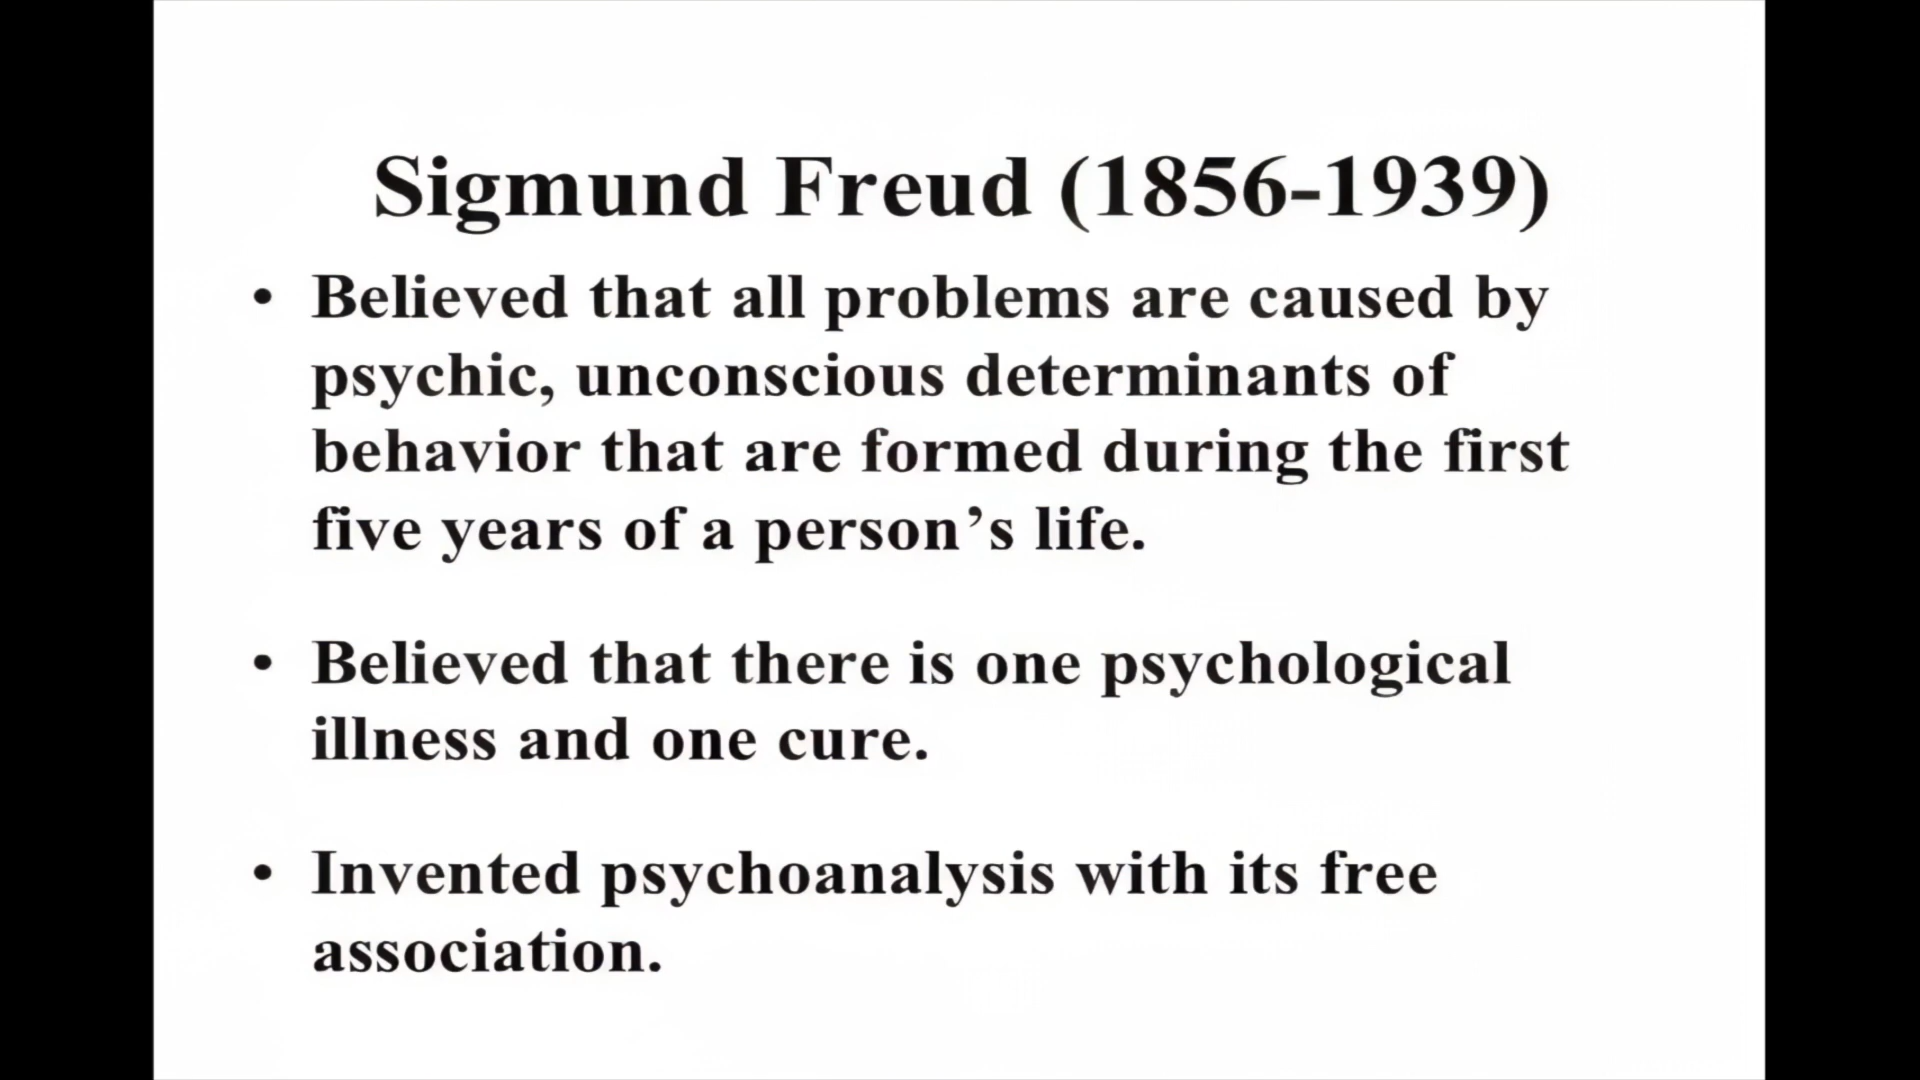 Sigmund Freud (1856-1939)
• Believed that all problems are caused by
psychic, unconscious determinants of
behavior that are formed during the first
five years of a person’s life.
• Believed that there is one psychological
illness and one cure.
• Invented psychoanalysis with its free
association.